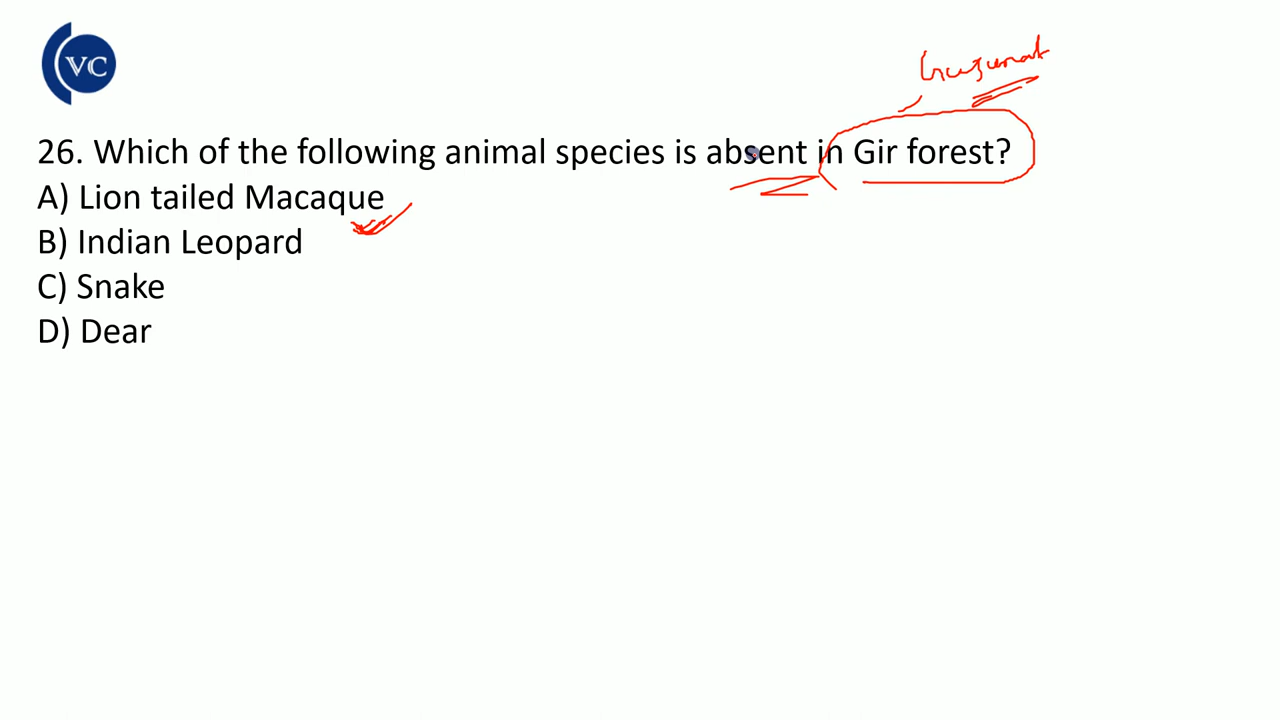 VC
Gujurat
26. Which of the following animal species is absent in Gir forest?
A) Lion tailed Macaque
B) Indian Leopard
C) Snake
D) Dear